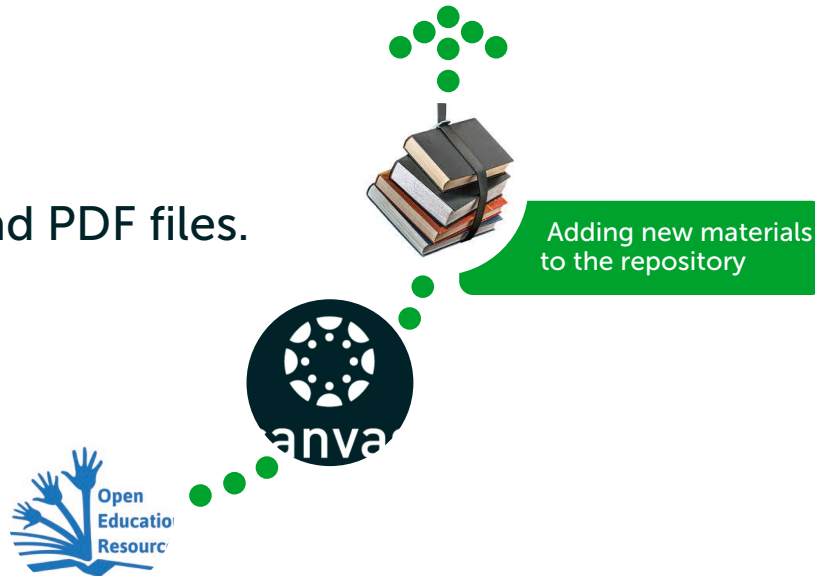 nd PDF files.
Adding new materials
to the repository
anva
Open
Educatio
Resourc